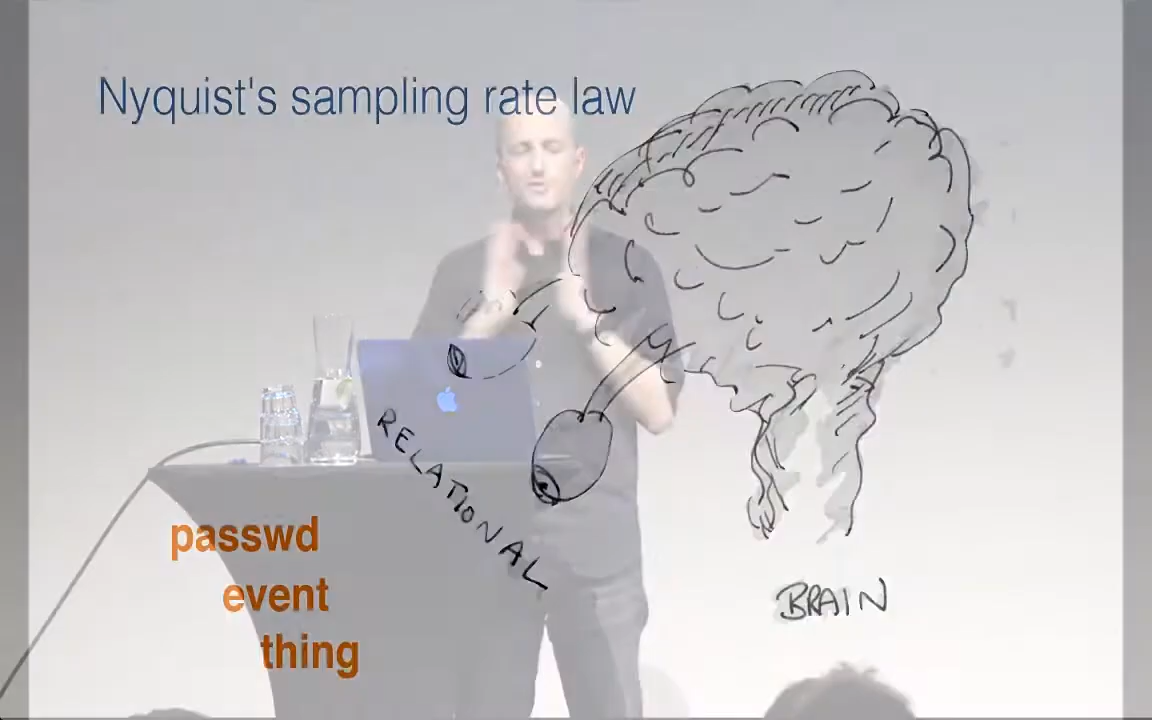 Nyquist's sampling rate law
RELATIONAL
passwd
event
thing
BRAIN